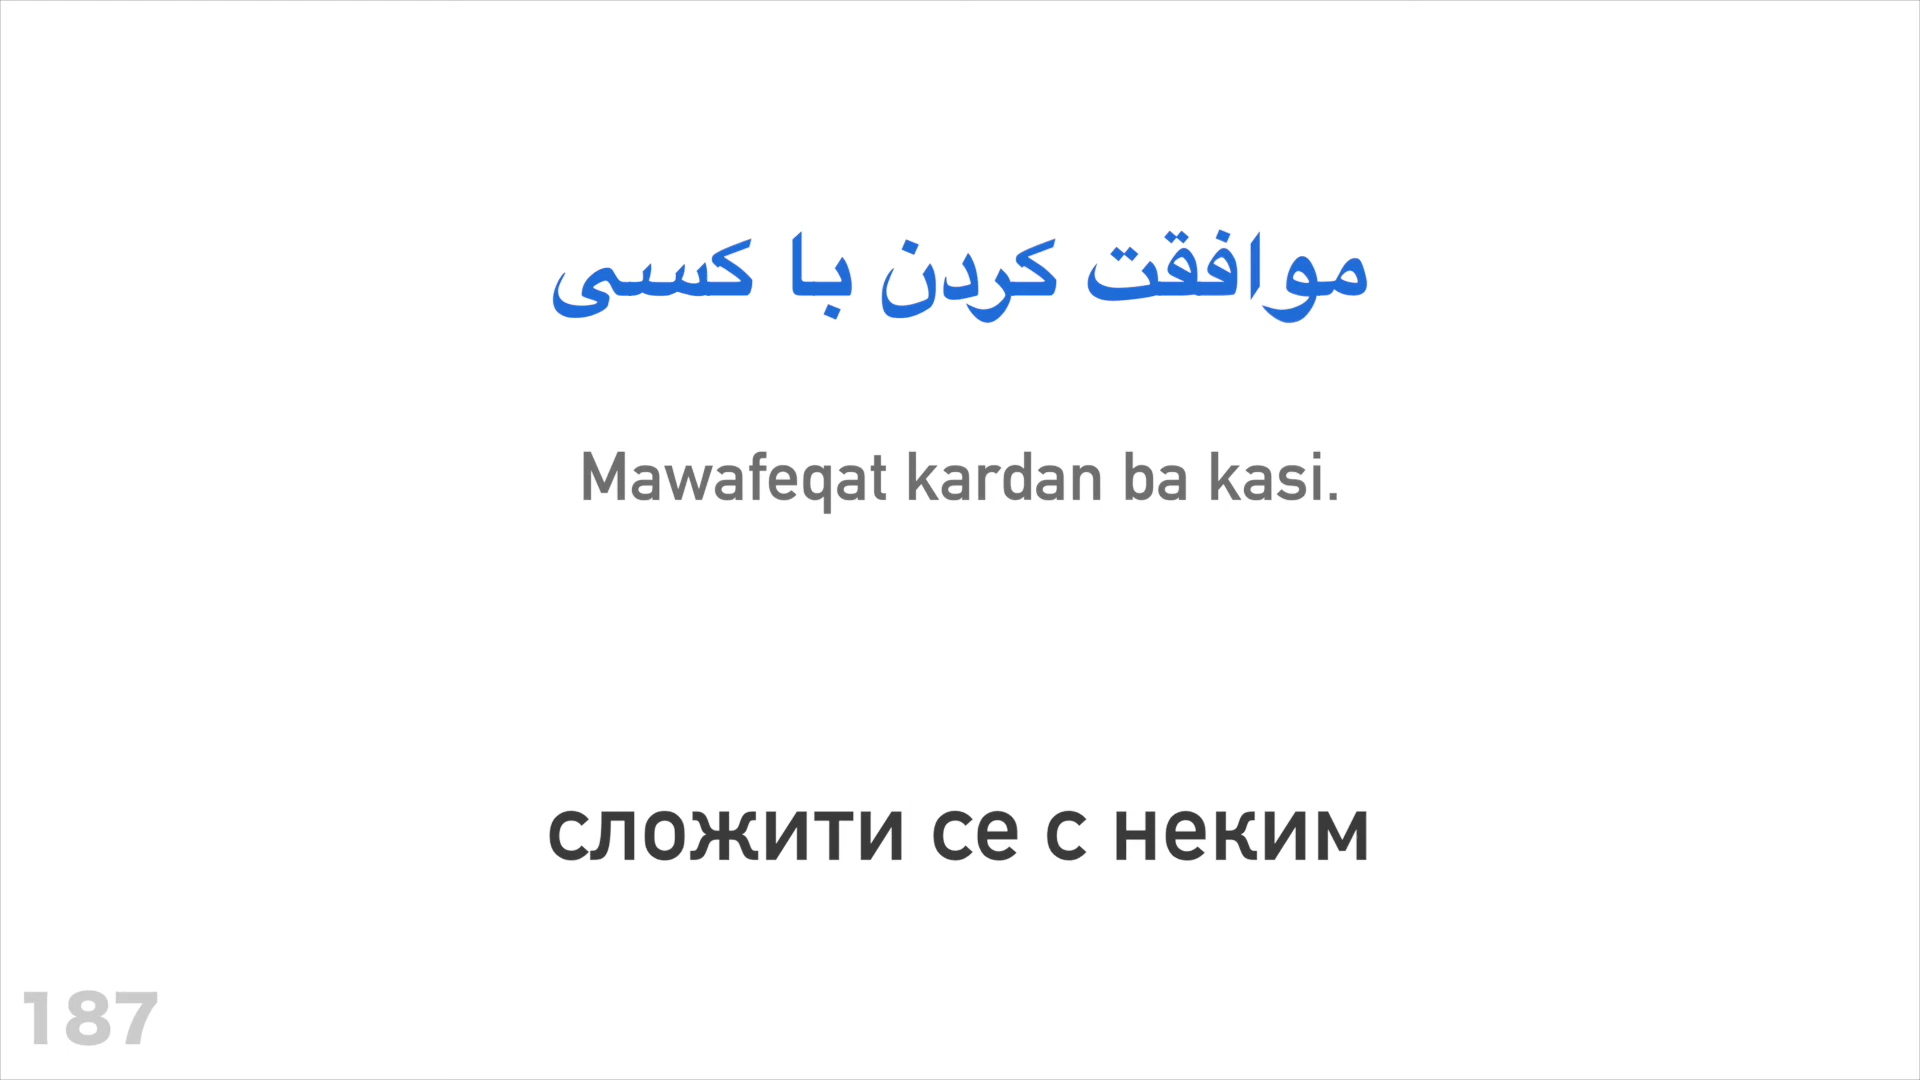 موافقت کردن با کسی
Mawafeqat kardan ba kasi.
сложити се с неким
187